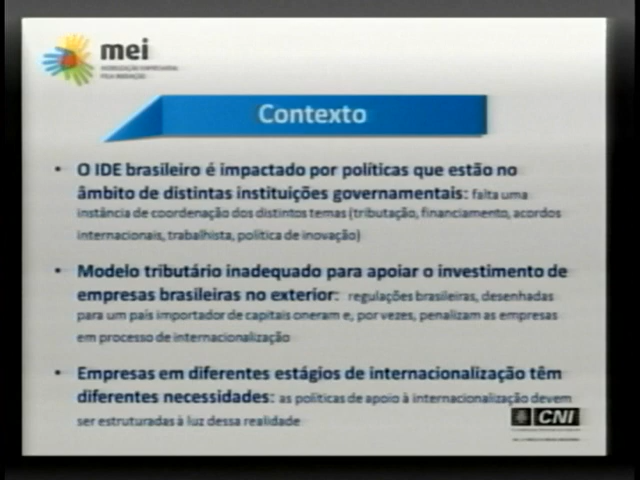 mei
MOBILIZAÇÃO EMPRESARIAL
PELA INOVAÇÃO
Contexto
• O IDE brasileiro é impactado por políticas que estão no
âmbito de distintas instituições governamentais: falta uma
instância de coordenação dos distintos temas (tributação, financiamento, acordos
internacionais, trabalhista, política de inovação)
• Modelo tributário inadequado para apoiar o investimento de
empresas brasileiras no exterior: regulações brasileiras, desenhadas
para um país importador de capitais oneram e, por vezes, penalizam as empresas
em processo de internacionalização
• Empresas em diferentes estágios de internacionalização têm
diferentes necessidades: as políticas de apoio à internacionalização devem
ser estruturadas à luz dessa realidade
CNI